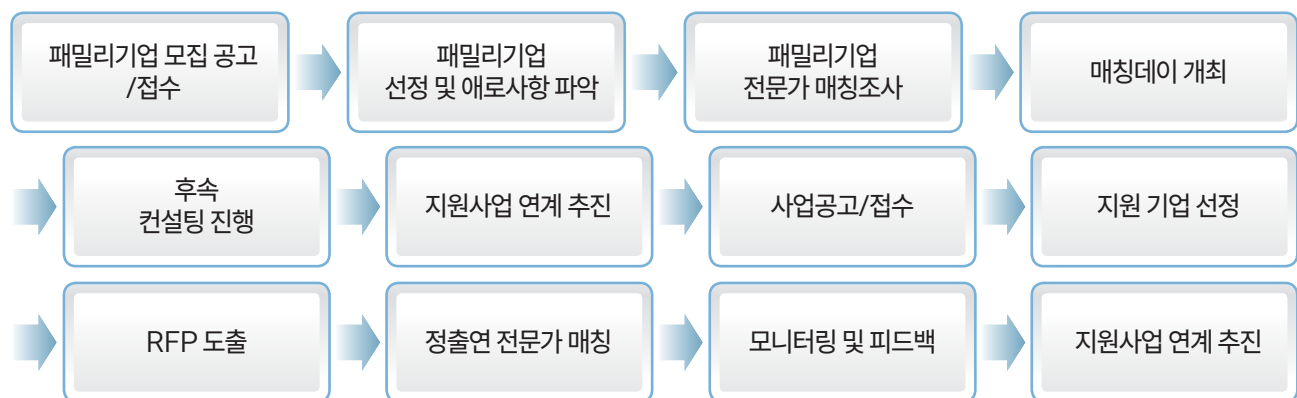 패밀리기업 모집 공고
/접수
패밀리기업
선정 및 애로사항 파악
패밀리기업
전문가 매칭조사
매칭데이 개최
후속
컨설팅 진행
지원사업 연계 추진
사업공고/접수
지원 기업 선정
RFP 도출
정출연 전문가 매칭
모니터링 및 피드백
지원사업 연계 추진